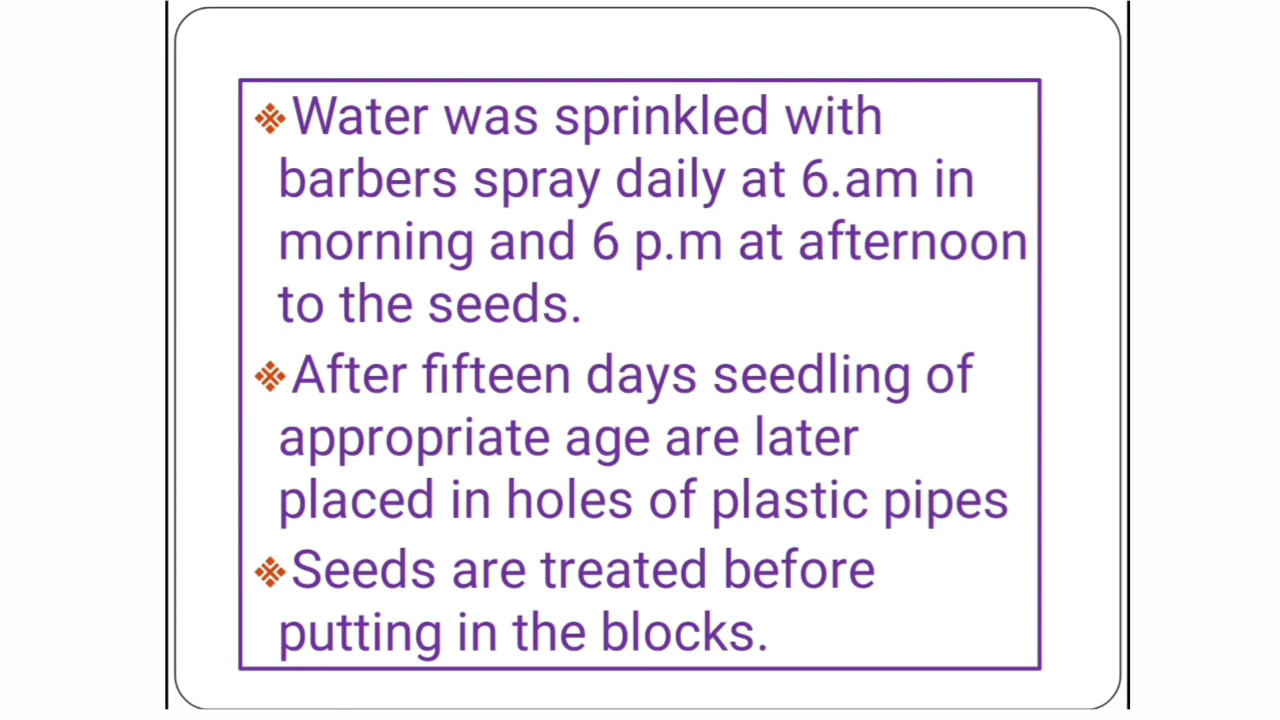 ❖Water was sprinkled with
barbers spray daily at 6.am in
morning and 6 p.m at afternoon
to the seeds.
❖After fifteen days seedling of
appropriate age are later
placed in holes of plastic pipes
❖Seeds are treated before
putting in the blocks.